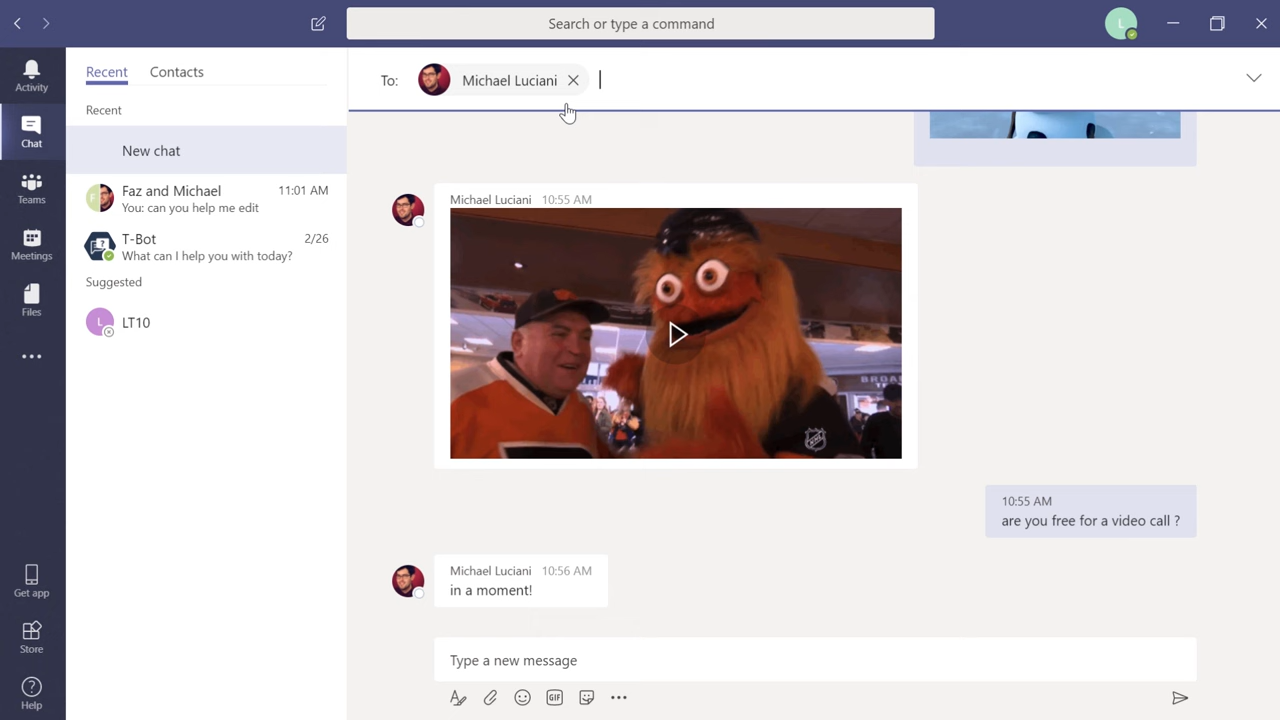 Search or type a command
L
Activity
Chat
Teams
Meetings
Files
Get app
Store
Help
Recent
Contacts
Recent
New chat
F
Faz and Michael
11:01 AM
You: can you help me edit
T-Bot
2/26
What can I help you with today?
Suggested
L
LT10
To:
Michael Luciani
Michael Luciani
10:55 AM
NHL
10:55 AM
are you free for a video call ?
Michael Luciani
10:56 AM
in a moment!
Type a new message
GIF